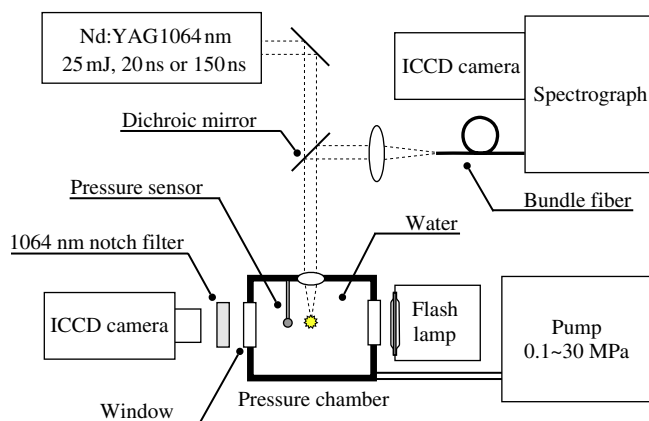 Nd:YAG1064 nm
25 mJ, 20 ns or 150 ns
ICCD camera
Spectrograph
Dichroic mirror
Bundle fiber
Pressure sensor
Water
1064 nm notch filter
ICCD camera
Flash
lamp
Pump
0.1~30 MPa
Window
Pressure chamber